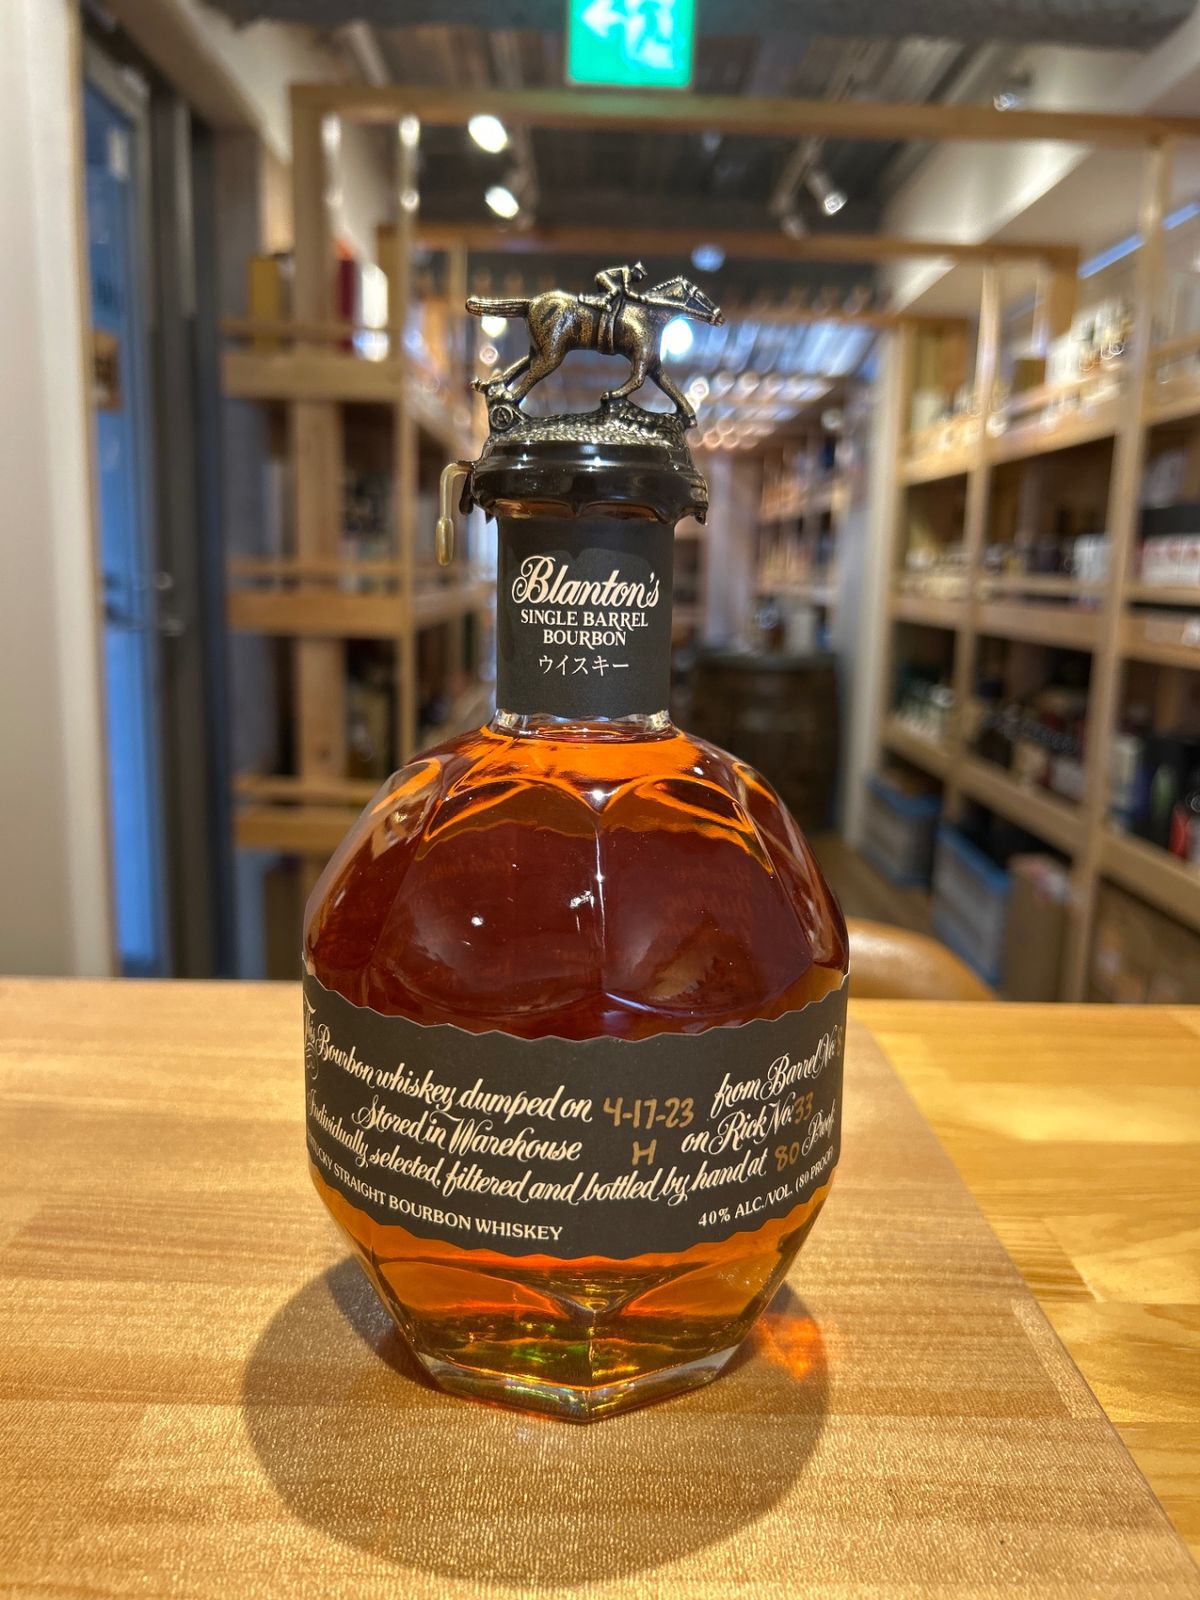 Blanton's
SINGLE BARREL
BOURBON
ウイスキー
This Bourbon whiskey dumped on 4-17-23 from Barrel No.
Stored in Warehouse H on Rick No. 33
Individually selected, filtered and bottled by hand at 80 Proof
KENTUCKY STRAIGHT BOURBON WHISKEY 40% ALC./VOL. (80 PROOF)